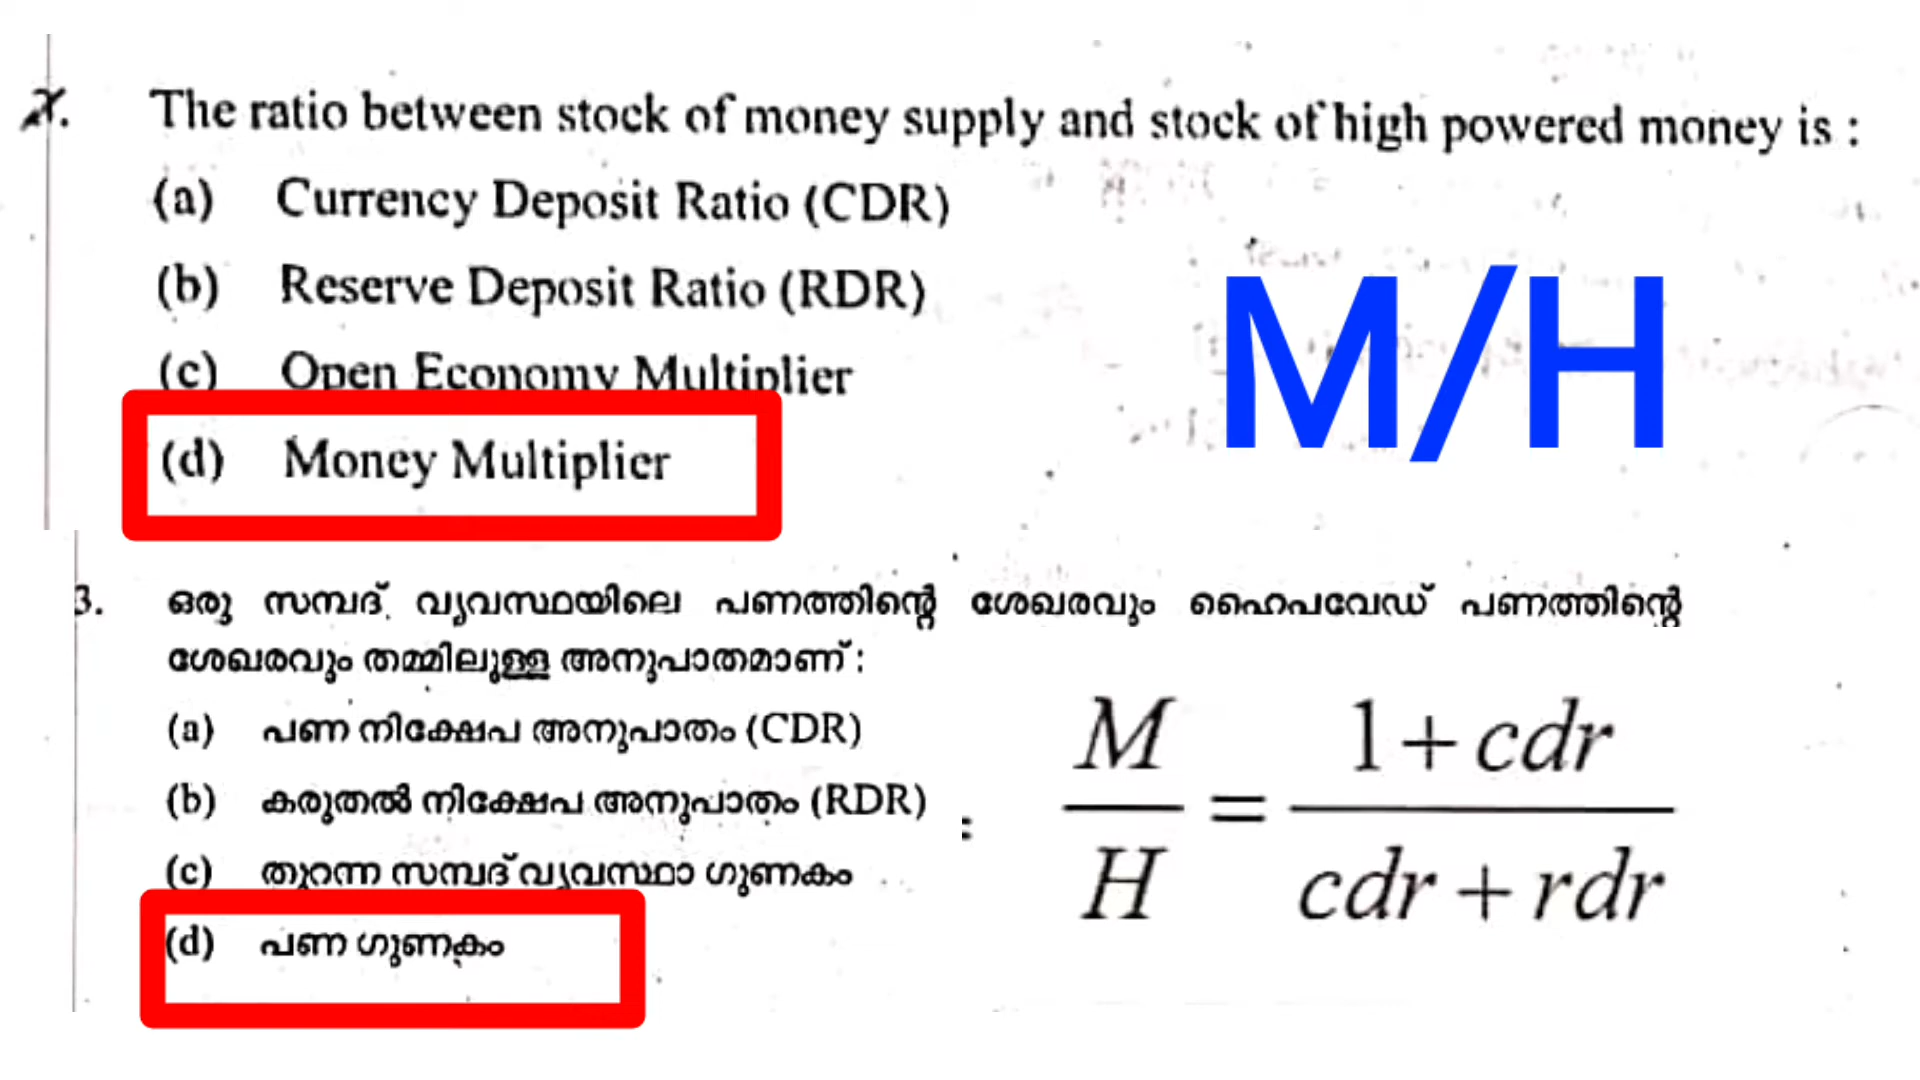 The ratio between stock of money supply and stock of high powered money is :
(a) Currency Deposit Ratio (CDR)
(b) Reserve Deposit Ratio (RDR)
(c) Open Economy Multiplier
(d) Money Multiplier
M/H
3. ഒരു സമ്പദ് വ്യവസ്ഥയിലെ പണത്തിന്റെ ശേഖരവും ഹൈപവേഡ് പണത്തിന്റെ
ശേഖരവും തമ്മിലുള്ള അനുപാതമാണ് :
(a) പണ നിക്ഷേപ അനുപാതം (CDR)
(b) കരുതൽ നിക്ഷേപ അനുപാതം (RDR)
(c) തുറന്ന സമ്പദ് വ്യവസ്ഥാ ഗുണകം
(d) പണ ഗുണകം
M/H = (1 + cdr)/(cdr + rdr)